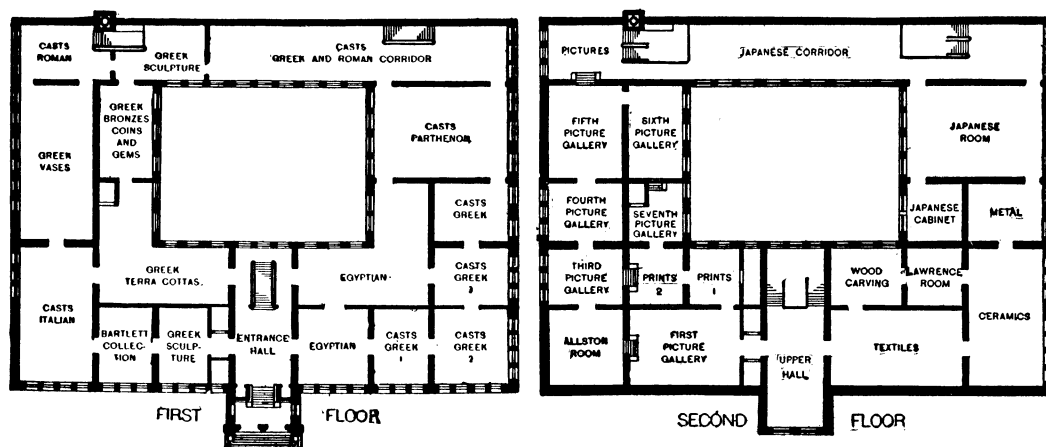 CASTS
ROMAN
GREEK
SCULPTURE
CASTS
GREEK AND ROMAN CORRIDOR
GREEK
BRONZES
COINS
AND
GEMS
GREEK
VASES
CASTS
PARTHENON
CASTS
GREEK
GREEK
TERRA COTTAS
EGYPTIAN
CASTS
GREEK
3
CASTS
ITALIAN
BARTLETT
COLLEC-
TION
GREEK
SCULP-
TURE
ENTRANCE
HALL
EGYPTIAN
CASTS
GREEK
1
CASTS
GREEK
2
FIRST FLOOR
PICTURES
JAPANESE CORRIDOR
FIFTH
PICTURE
GALLERY
SIXTH
PICTURE
GALLERY
JAPANESE
ROOM
FOURTH
PICTURE
GALLERY
SEVENTH
PICTURE
GALLERY
JAPANESE
CABINET
METAL
THIRD
PICTURE
GALLERY
PRINTS
2
PRINTS
1
WOOD
CARVING
LAWRENCE
ROOM
CERAMICS
ALLSTON
ROOM
FIRST
PICTURE
GALLERY
UPPER
HALL
TEXTILES
SECOND FLOOR